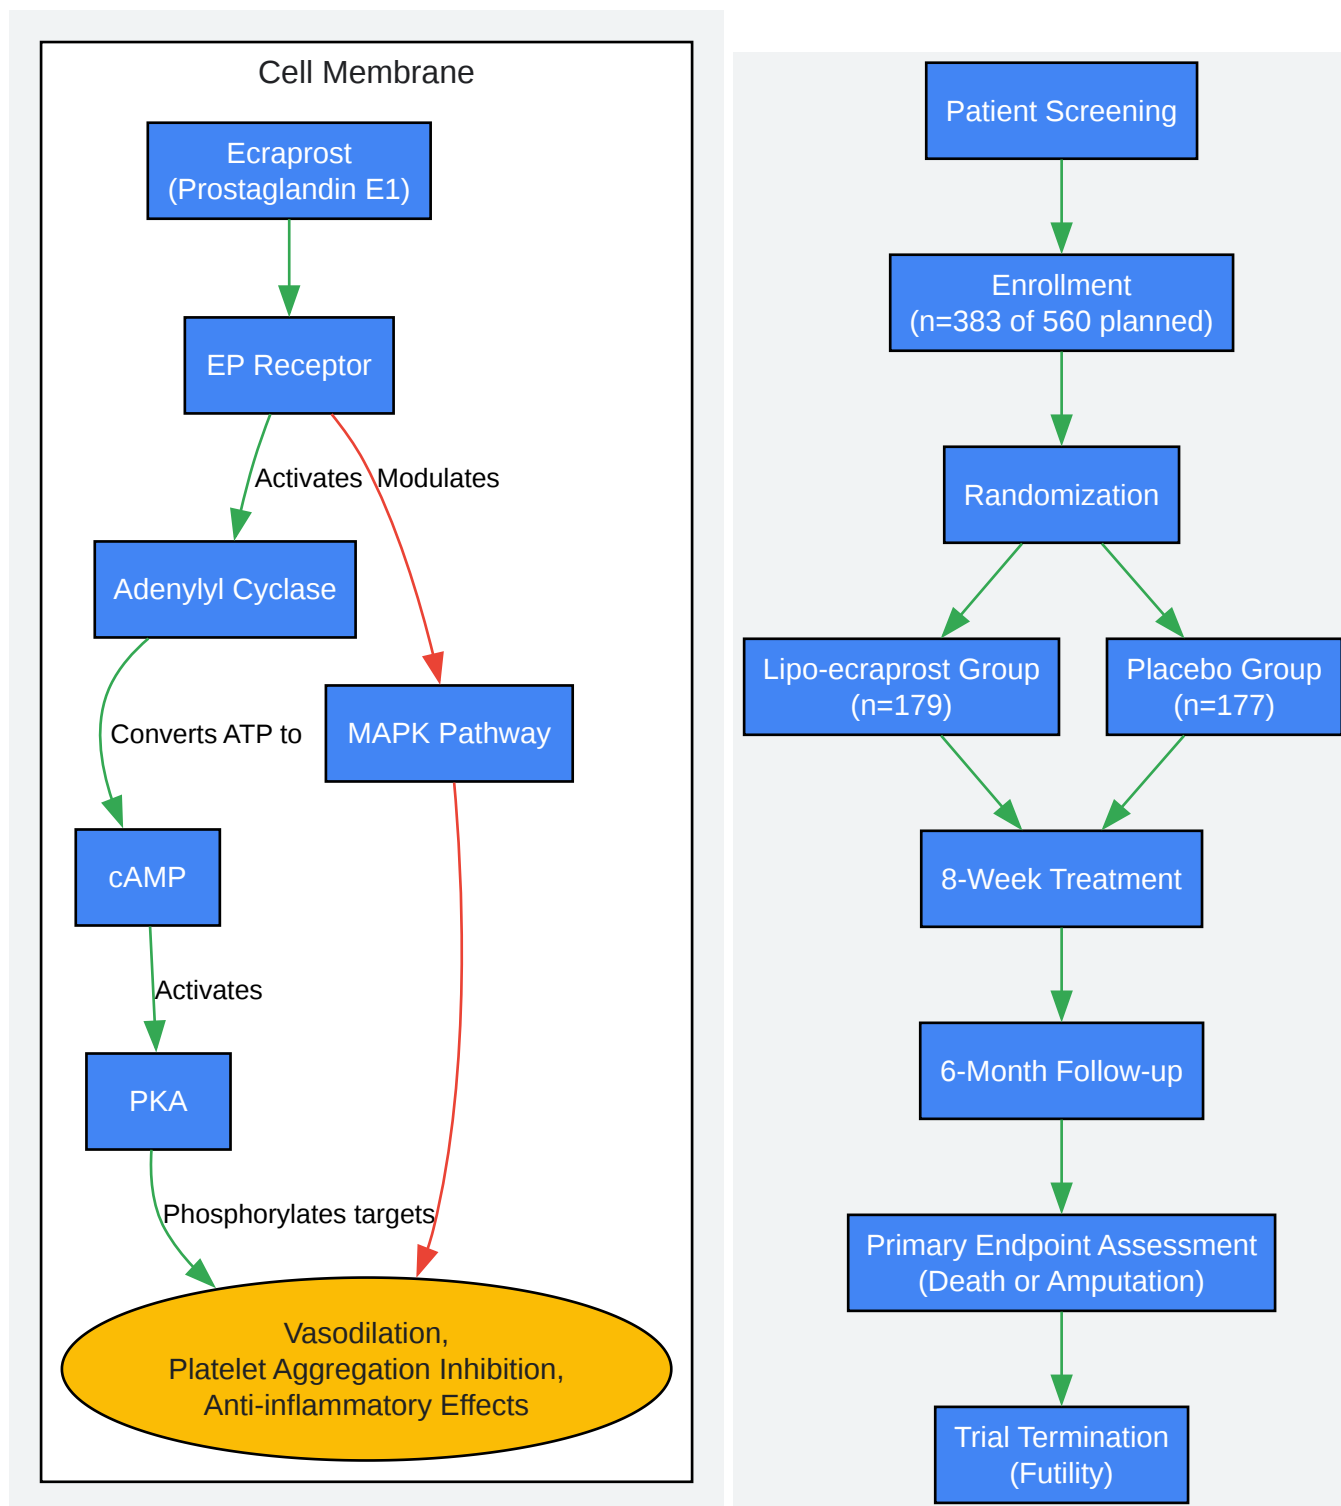 Cell Membrane
Ecraprost
(Prostaglandin E1)
EP Receptor
Activates
Modulates
Adenylyl Cyclase
Converts ATP to
MAPK Pathway
cAMP
Activates
PKA
Phosphorylates targets
Vasodilation,
Platelet Aggregation Inhibition,
Anti-inflammatory Effects
Patient Screening
Enrollment
(n=383 of 560 planned)
Randomization
Lipo-ecraprost Group
(n=179)
Placebo Group
(n=177)
8-Week Treatment
6-Month Follow-up
Primary Endpoint Assessment
(Death or Amputation)
Trial Termination
(Futility)